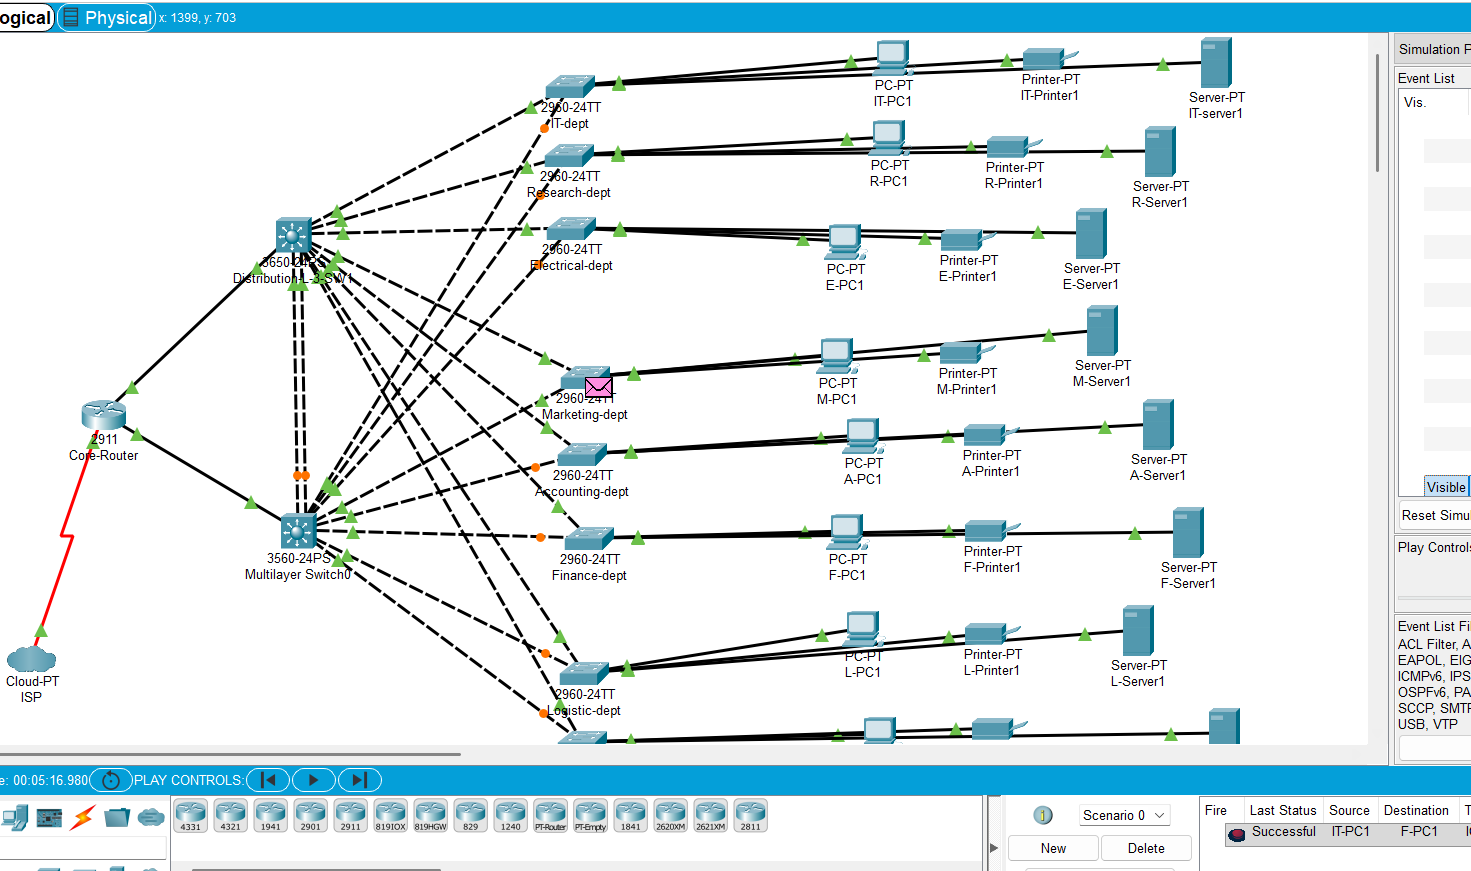 ogical Physical x: 1399, y: 703
Simulation P
Event List
Vis.
PC-PT
IT-PC1
Printer-PT
IT-Printer1
Server-PT
IT-server1
2960-24TT
IT-dept
2960-24TT
Research-dept
PC-PT
R-PC1
Printer-PT
R-Printer1
Server-PT
R-Server1
2960-24TT
Electrical-dept
PC-PT
E-PC1
Printer-PT
E-Printer1
Server-PT
E-Server1
3650-24PS
Distribution-L-3-SW1
2960-24TT
Marketing-dept
PC-PT
M-PC1
Printer-PT
M-Printer1
Server-PT
M-Server1
2911
Core-Router
2960-24TT
Accounting-dept
PC-PT
A-PC1
Printer-PT
A-Printer1
Server-PT
A-Server1
Visible
Reset Simul
Play Controls
3560-24PS
Multilayer Switch0
2960-24TT
Finance-dept
PC-PT
F-PC1
Printer-PT
F-Printer1
Server-PT
F-Server1
Cloud-PT
ISP
2960-24TT
Logistic-dept
PC-PT
L-PC1
Printer-PT
L-Printer1
Server-PT
L-Server1
Event List Fil
ACL Filter, A
EAPOL, EIG
ICMPv6, IPS
OSPFv6, PA
SCCP, SMTP
USB, VTP
e: 00:05:16.980 PLAY CONTROLS:
4331 4321 1941 2901 2911 819IOX 819HGW 829 1240 PT-Router PT-Empty 1841 2620XM 2621XM 2811
Scenario 0
New Delete
Fire Last Status Source Destination T
Successful IT-PC1 F-PC1 IC